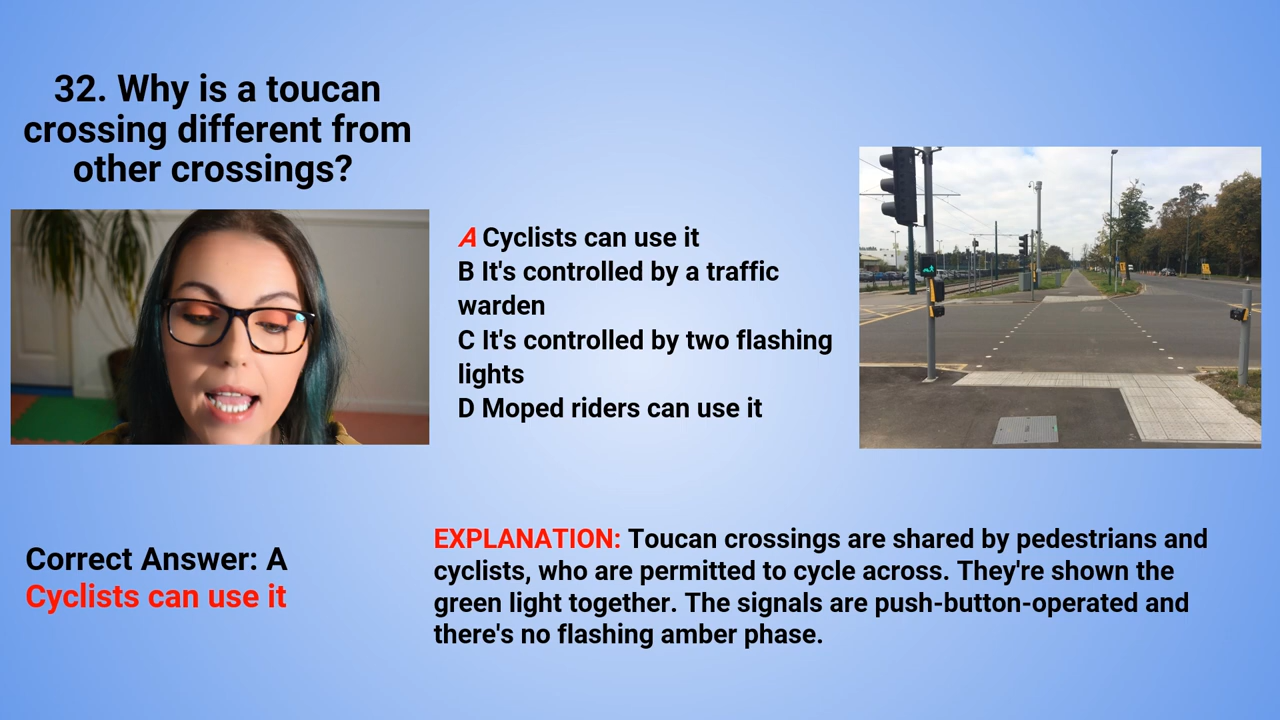 32. Why is a toucan
crossing different from
other crossings?
A Cyclists can use it
B It's controlled by a traffic
warden
C It's controlled by two flashing
lights
D Moped riders can use it
Correct Answer: A
Cyclists can use it
EXPLANATION: Toucan crossings are shared by pedestrians and
cyclists, who are permitted to cycle across. They're shown the
green light together. The signals are push-button-operated and
there's no flashing amber phase.